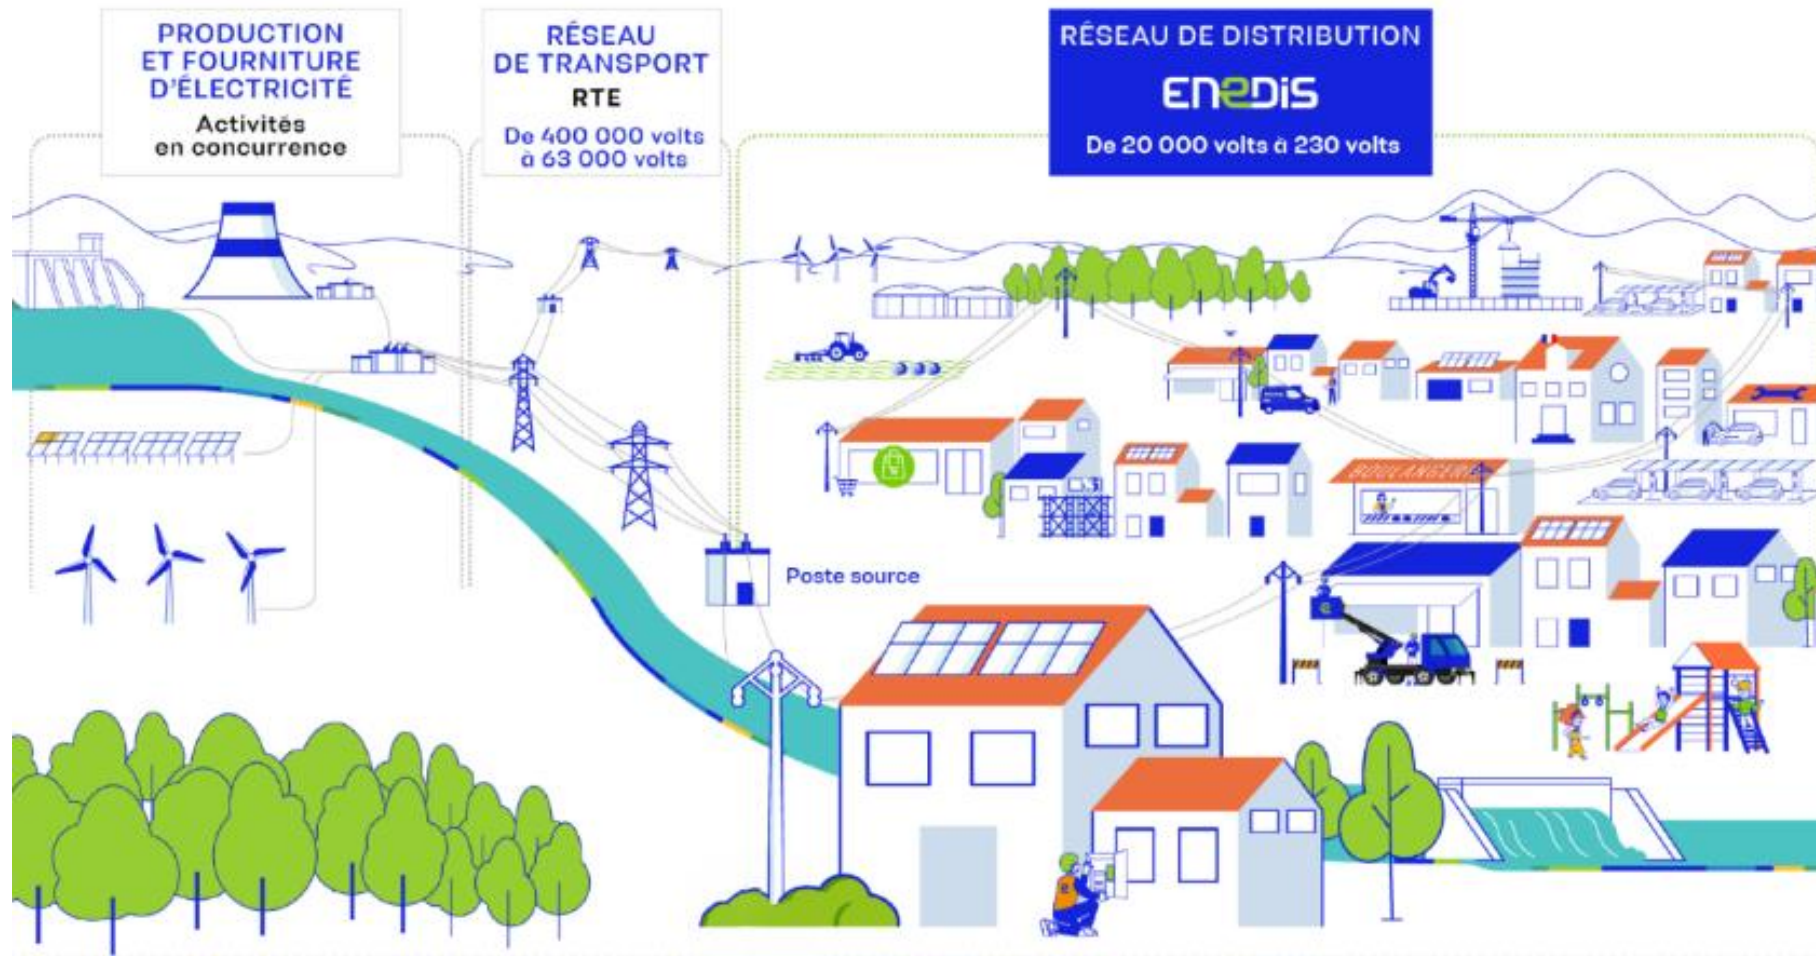 PRODUCTION
ET FOURNITURE
D'ÉLECTRICITÉ
Activités
en concurrence
RÉSEAU
DE TRANSPORT
RTE
De 400 000 volts
à 63 000 volts
RÉSEAU DE DISTRIBUTION
ENEDIS
De 20 000 volts à 230 volts
BOULANGERIE
Poste source